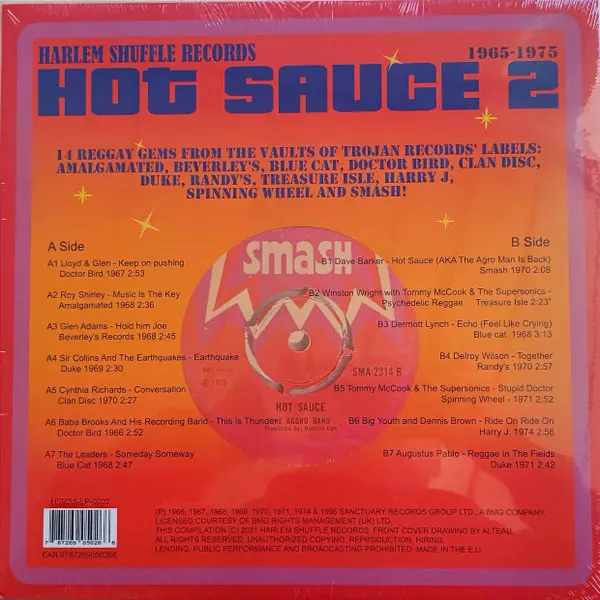 HARLEM SHUFFLE RECORDS
1965-1975
HOT SAUCE 2
14 REGGAY GEMS FROM THE VAULTS OF TROJAN RECORDS' LABELS:
AMALGAMATED, BEVERLEY'S, BLUE CAT, DOCTOR BIRD, CLAN DISC,
DUKE, RANDY'S, TREASURE ISLE, HARRY J,
SPINNING WHEEL AND SMASH!
A Side
A1 Lloyd & Glen - Keep on pushing
Doctor Bird 1967 2:53
A2 Roy Shirley - Music Is The Key
Amalgamated 1968 2:36
A3 Glen Adams - Hold him Joe
Beverley's Records 1968 2:45
A4 Sir Collins And The Earthquakes - Earthquake
Duke 1969 2:30
A5 Cynthia Richards - Conversation
Clan Disc 1970 2:27
A6 Baba Brooks And His Recording Band - This Is Thunder
Doctor Bird 1966 2:52
A7 The Leaders - Someday Someway
Blue Cat 1968 2:47
B Side
B1 Dave Barker - Hot Sauce (AKA The Agro Man Is Back)
Smash 1970 2:08
B2 Winston Wright with Tommy McCook & The Supersonics -
Psychedelic Reggae Treasure Isle 2:23"
B3 Dermott Lynch - Echo (Feel Like Crying)
Blue cat 1968 3:13
B4 Delroy Wilson - Together
Randy's 1970 2:57
B5 Tommy McCook & The Supersonics - Stupid Doctor
Spinning Wheel - 1971 2:52
B6 Big Youth and Dennis Brown - Ride On Ride On
Harry J. 1974 2:56
B7 Augustus Pablo - Reggae In The Fields
Duke 1971 2:42
smash
SMA-2314 B
HOT SAUCE
AGGRO BAND
HSRSS-LP-0002
7 87269 05026 6
EAN 0787269050266
(P) 1966, 1967, 1968, 1969, 1970, 1971, 1974 & 1996 SANCTUARY RECORDS GROUP LTD., A BMG COMPANY.
LICENSED COURTESY OF BMG RIGHTS MANAGEMENT (UK) LTD.
THIS COMPILATION (C) 2021 HARLEM SHUFFLE RECORDS. FRONT COVER DRAWING BY ALTEAU.
ALL RIGHTS RESERVED. UNAUTHORIZED COPYING, REPRODUCTION, HIRING,
LENDING, PUBLIC PERFORMANCE AND BROADCASTING PROHIBITED. MADE IN THE E.U.